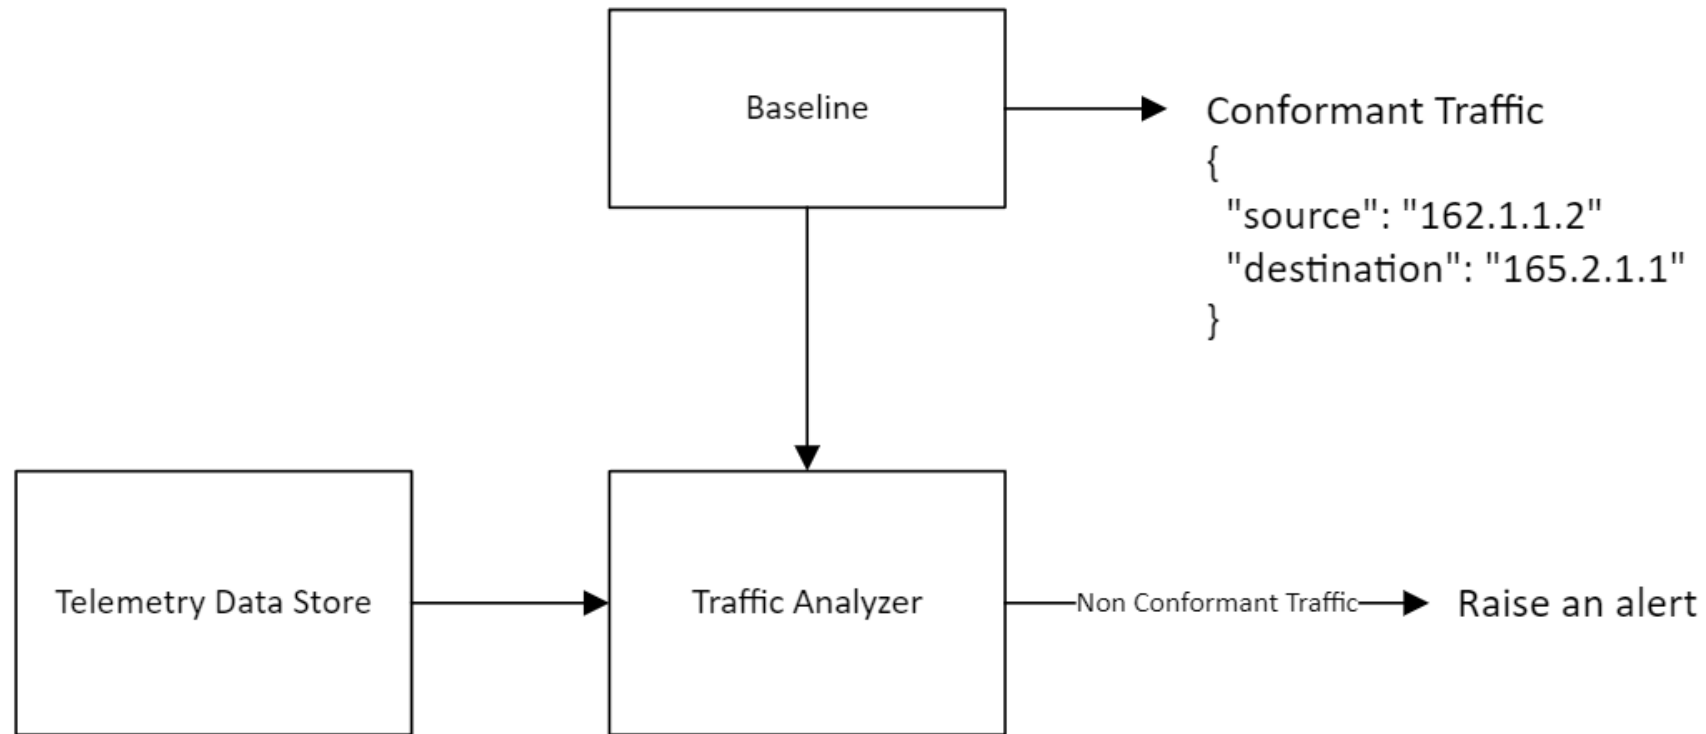 Baseline
Conformant Traffic
{
"source": "162.1.1.2"
"destination": "165.2.1.1"
}
Telemetry Data Store
Traffic Analyzer
Non Conformant Traffic
Raise an alert